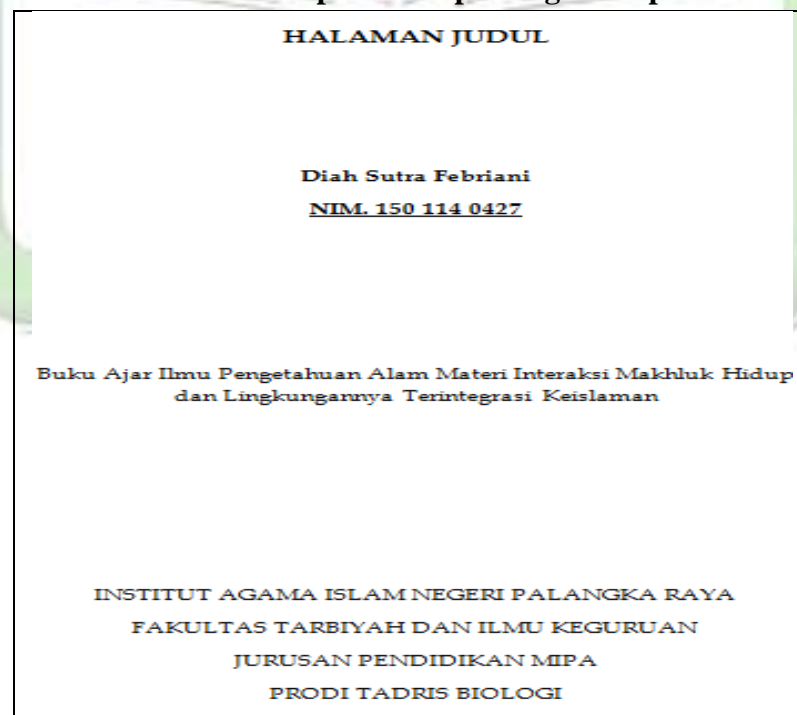 HALAMAN JUDUL
Diah Sutra Febriani
NIM. 150 114 0427
Buku Ajar Ilmu Pengetahuan Alam Materi Interaksi Makhluk Hidup
dan Lingkungannya Terintegrasi Keislaman
INSTITUT AGAMA ISLAM NEGERI PALANGKA RAYA
FAKULTAS TARBIYAH DAN ILMU KEGURUAN
JURUSAN PENDIDIKAN MIPA
PRODI TADRIS BIOLOGI